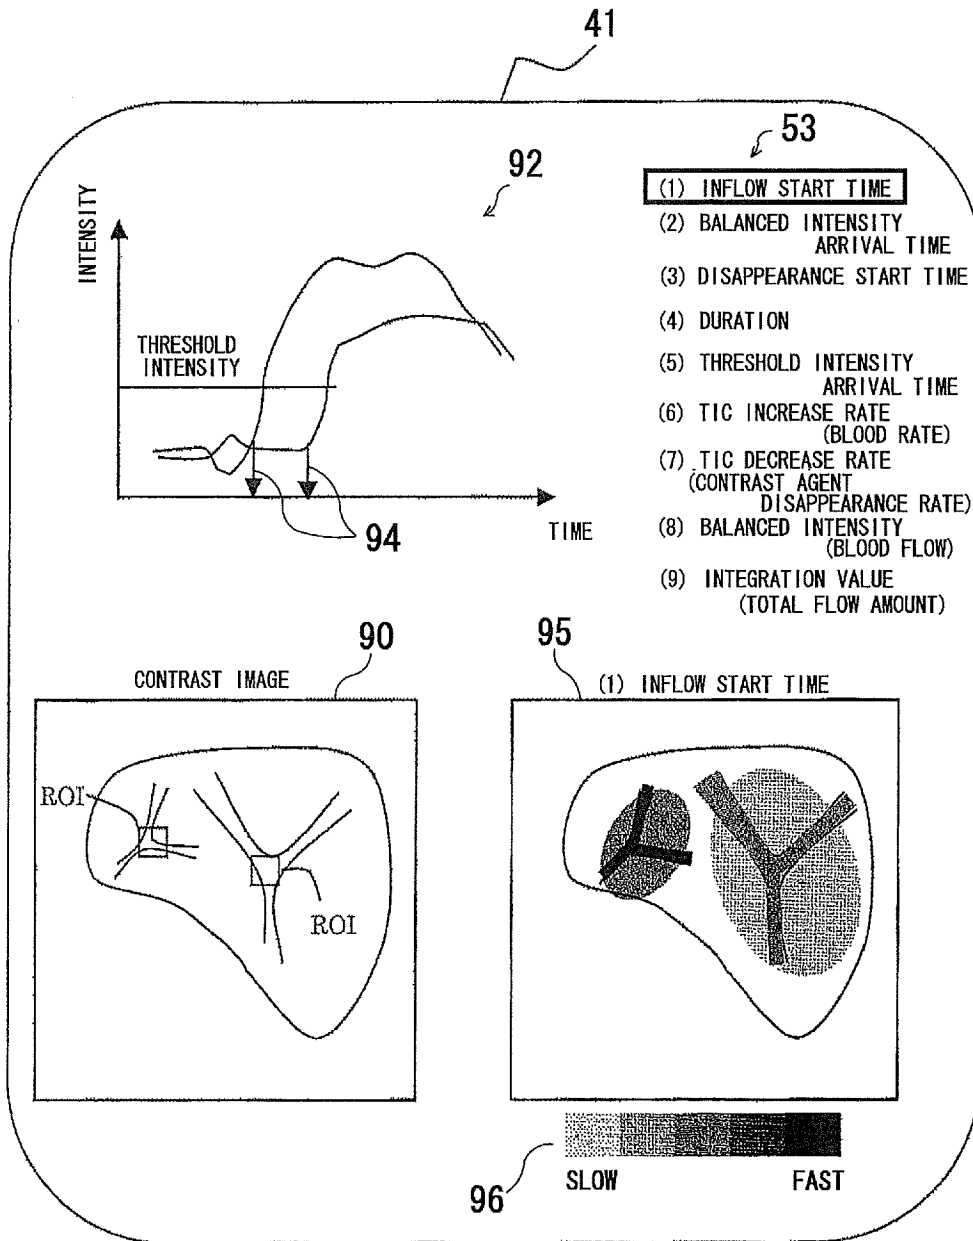 41
53
92
(1) INFLOW START TIME
(2) BALANCED INTENSITY
ARRIVAL TIME
(3) DISAPPEARANCE START TIME
(4) DURATION
(5) THRESHOLD INTENSITY
ARRIVAL TIME
(6) TIC INCREASE RATE
(BLOOD RATE)
(7) TIC DECREASE RATE
(CONTRAST AGENT
DISAPPEARANCE RATE)
(8) BALANCED INTENSITY
(BLOOD FLOW)
(9) INTEGRATION VALUE
(TOTAL FLOW AMOUNT)
INTENSITY
THRESHOLD
INTENSITY
TIME
94
90
CONTRAST IMAGE
ROI
ROI
95
(1) INFLOW START TIME
96
SLOW FAST